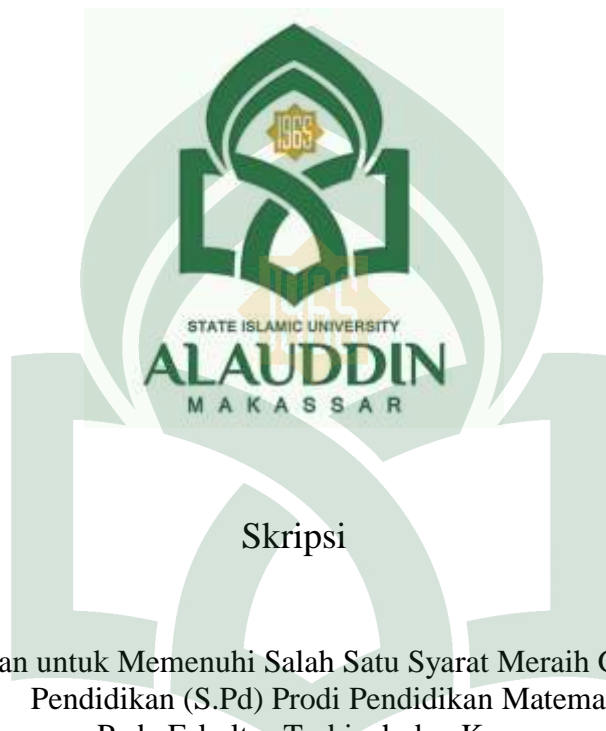 1965
STATE ISLAMIC UNIVERSITY
ALAUDDIN
MAKASSAR
Skripsi
untuk Memenuhi Salah Satu Syarat Meraih
Pendidikan (S.Pd) Prodi Pendidikan